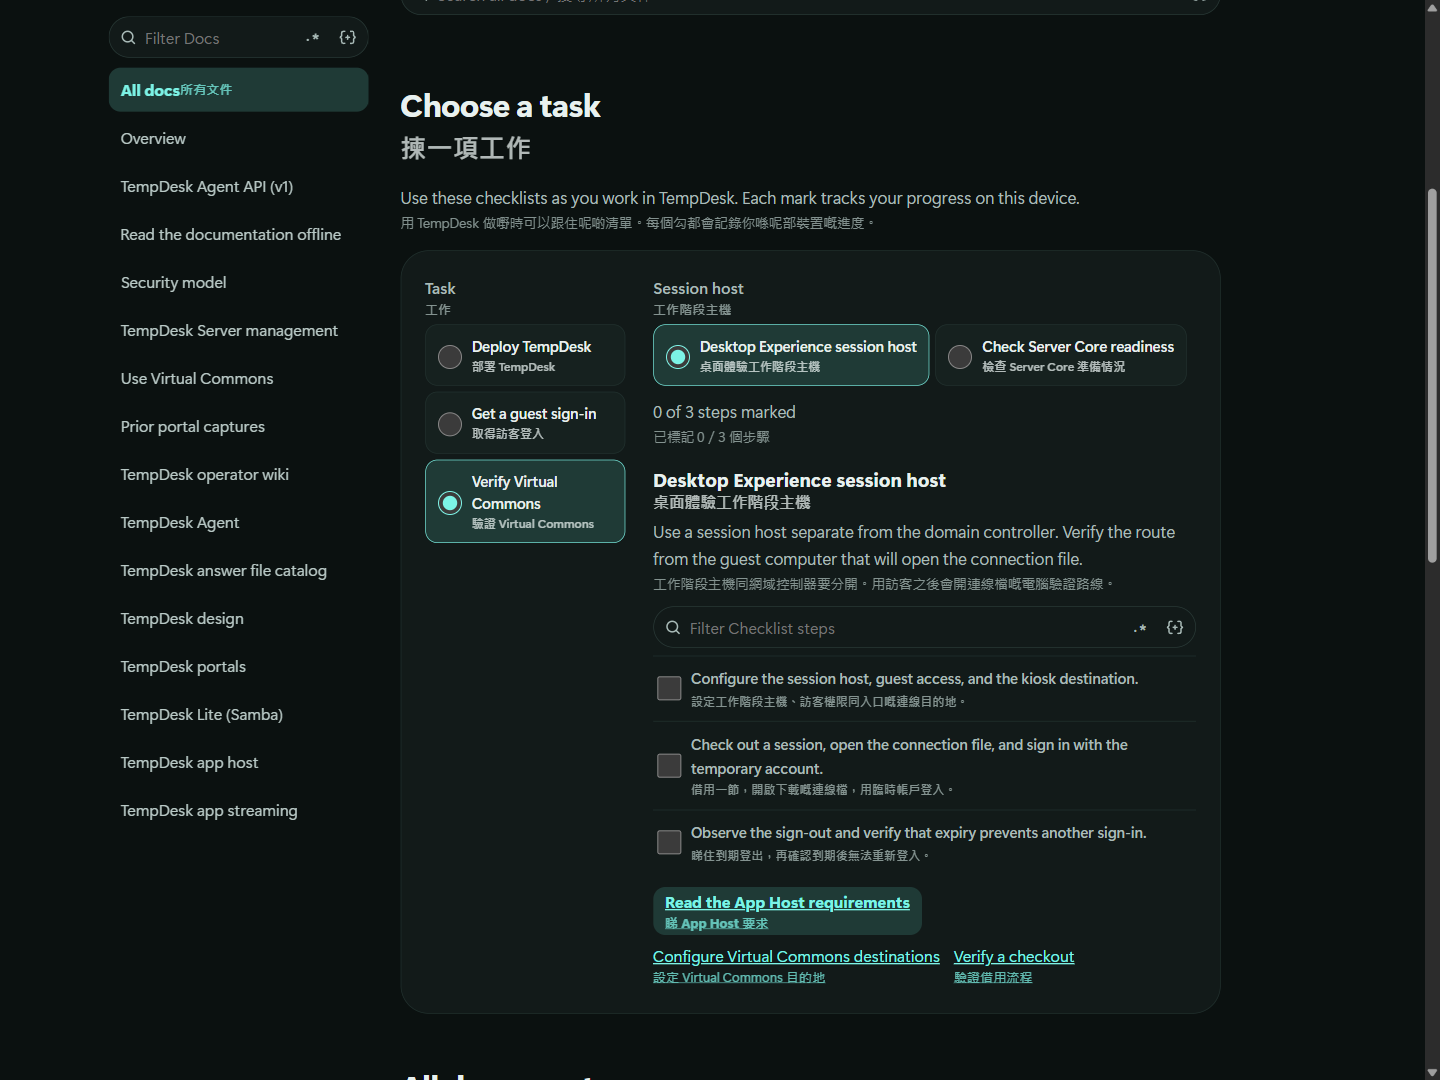 Filter Docs
.*
{+}
All docs所有文件
Overview
TempDesk Agent API (v1)
Read the documentation offline
Security model
TempDesk Server management
Use Virtual Commons
Prior portal captures
TempDesk operator wiki
TempDesk Agent
TempDesk answer file catalog
TempDesk design
TempDesk portals
TempDesk Lite (Samba)
TempDesk app host
TempDesk app streaming
Choose a task
揀一項工作
Use these checklists as you work in TempDesk. Each mark tracks your progress on this device.
用 TempDesk 做嘢時可以跟住呢啲清單。每個勾都會記錄你喺呢部裝置嘅進度。
Task
工作
Deploy TempDesk
部署 TempDesk
Get a guest sign-in
取得訪客登入
Verify Virtual
Commons
驗證 Virtual Commons
Session host
工作階段主機
Desktop Experience session host
桌面體驗工作階段主機
Check Server Core readiness
檢查 Server Core 準備情況
0 of 3 steps marked
已標記 0 / 3 個步驟
Desktop Experience session host
桌面體驗工作階段主機
Use a session host separate from the domain controller. Verify the route
from the guest computer that will open the connection file.
工作階段主機同網域控制器要分開。用訪客之後會開連線檔嘅電腦驗證路線。
Filter Checklist steps
.*
{+}
Configure the session host, guest access, and the kiosk destination.
設定工作階段主機、訪客權限同入口嘅連線目的地。
Check out a session, open the connection file, and sign in with the
temporary account.
借用一節，開啟下載嘅連線檔，用臨時帳戶登入。
Observe the sign-out and verify that expiry prevents another sign-in.
睇住到期登出，再確認到期後無法重新登入。
Read the App Host requirements
睇 App Host 要求
Configure Virtual Commons destinations
設定 Virtual Commons 目的地
Verify a checkout
驗證借用流程